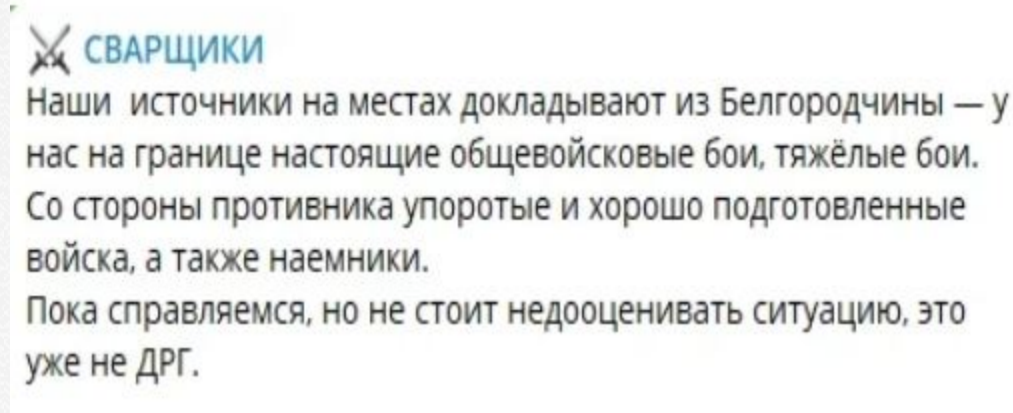 ⚔ СВАРЩИКИ
Наши источники на местах докладывают из Белгородчины — у
нас на границе настоящие общевойсковые бои, тяжёлые бои.
Со стороны противника упоротые и хорошо подготовленные
войска, а также наемники.
Пока справляемся, но не стоит недооценивать ситуацию, это
уже не ДРГ.